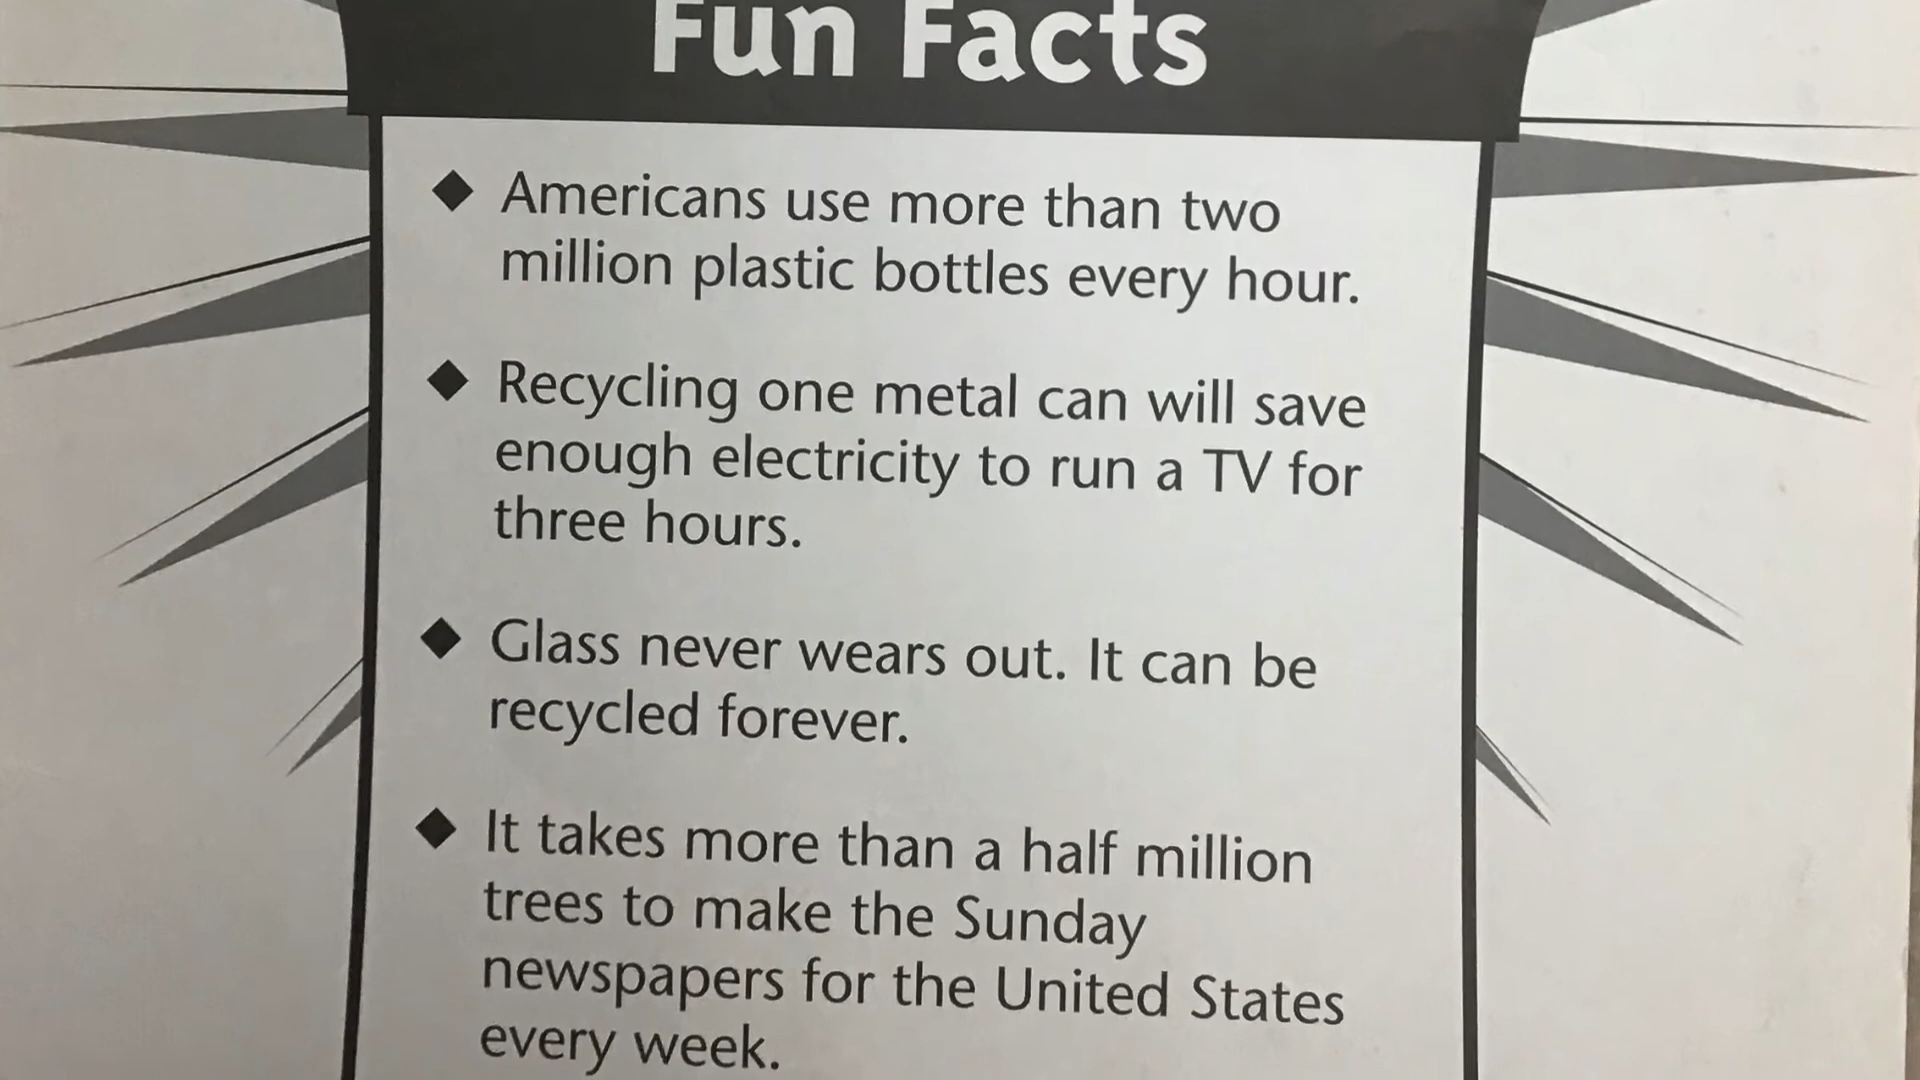 Fun Facts
◆ Americans use more than two
million plastic bottles every hour.
◆ Recycling one metal can will save
enough electricity to run a TV for
three hours.
◆ Glass never wears out. It can be
recycled forever.
◆ It takes more than a half million
trees to make the Sunday
newspapers for the United States
every week.